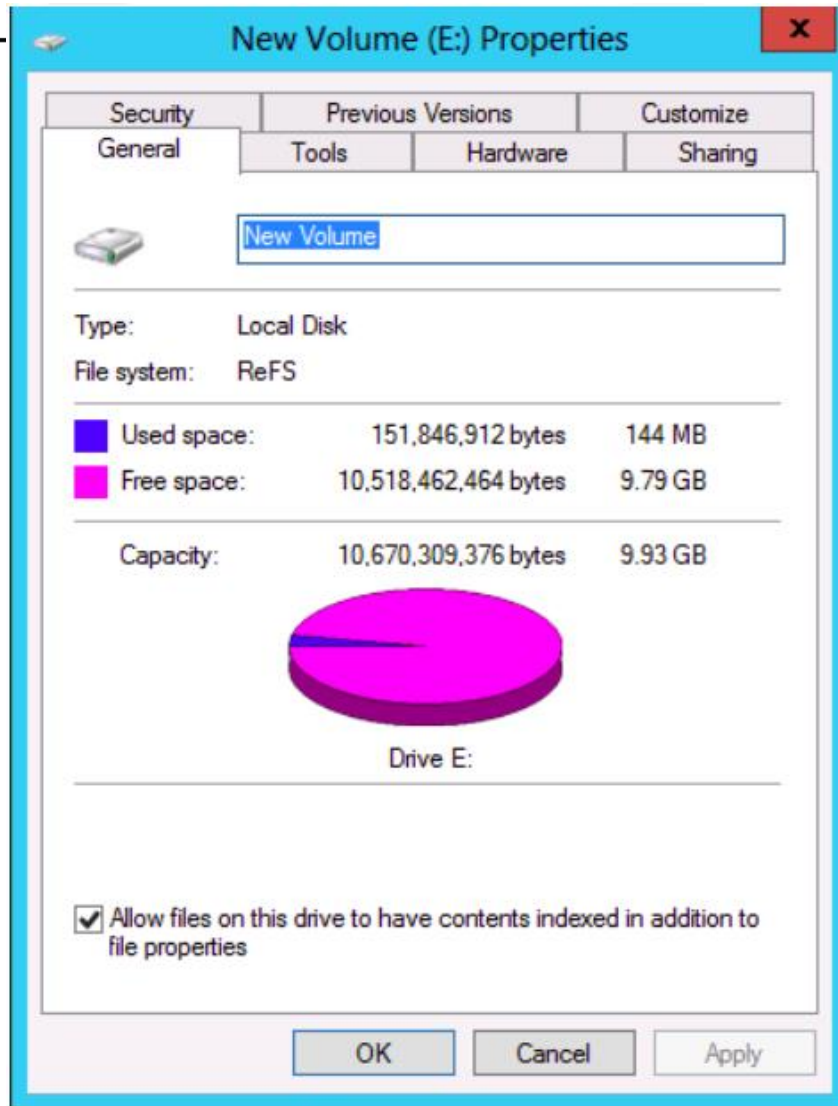 New Volume (E:) Properties
x
Security Previous Versions Customize
General Tools Hardware Sharing
New Volume
Type: Local Disk
File system: ReFS
Used space: 151,846,912 bytes 144 MB
Free space: 10,518,462,464 bytes 9.79 GB
Capacity: 10,670,309,376 bytes 9.93 GB
Drive E:
Allow files on this drive to have contents indexed in addition to
file properties
OK Cancel Apply